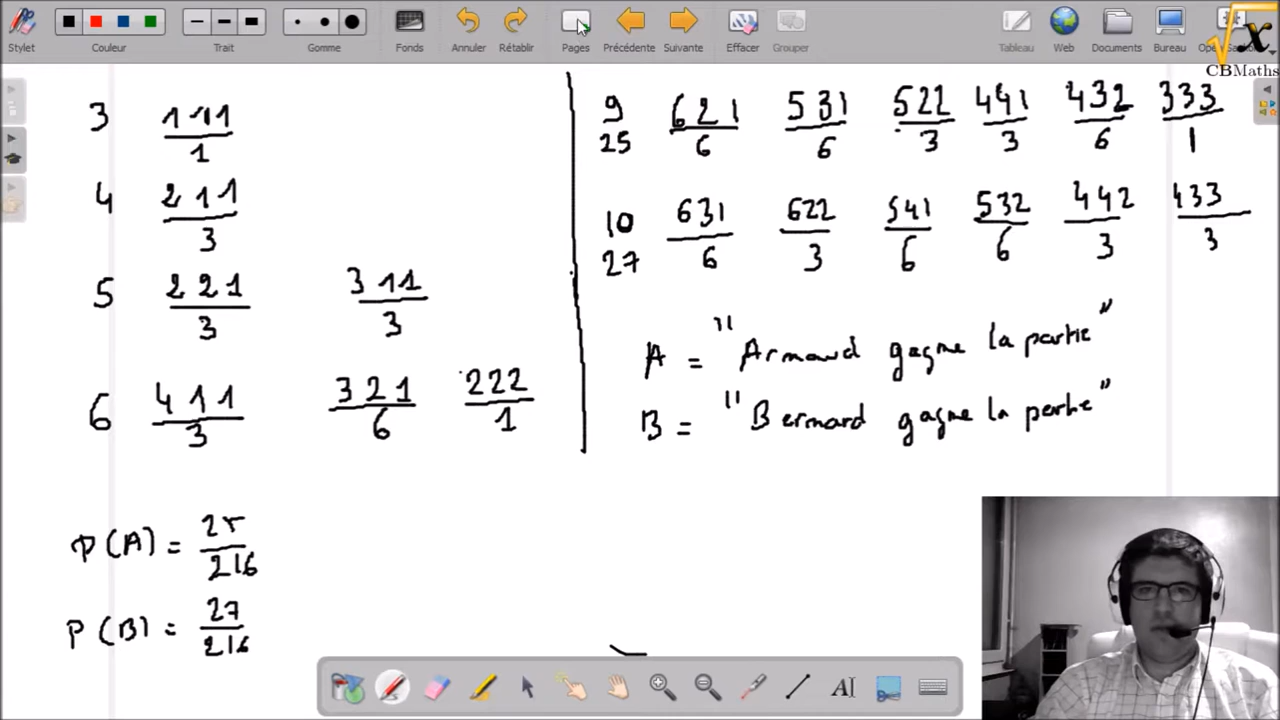 Stylet Couleur Trait Gomme Fonds Annuler Rétablir Pages Précédente Suivante Effacer Grouper Tableau Web Documents Bureau
CBMaths
3 111
1
4 211
3
5 221 311
3 3
6 411 321 222
3 6 1
9 621 531 522 441 432 333
25 6 6 3 3 6 1
10 631 622 541 532 442 433
27 6 3 6 6 3 3
A = "Armaud gagne la partie"
B = "Bernard gagne la partie"
P(A) = 25
216
P(B) = 27
216
AI